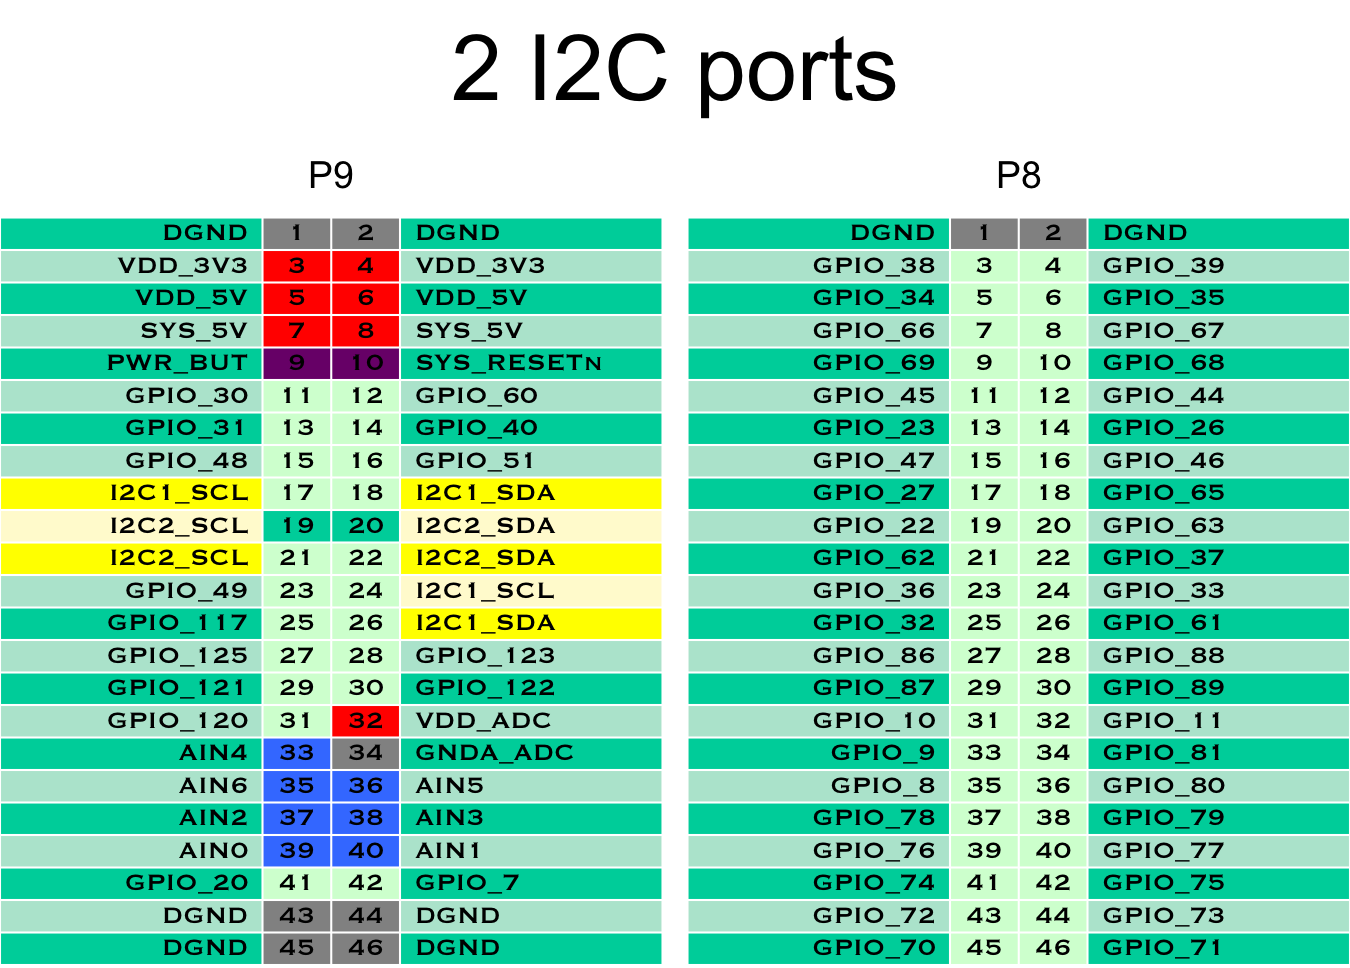 2 I2C ports
P9
DGND 1 2 DGND
VDD_3V3 3 4 VDD_3V3
VDD_5V 5 6 VDD_5V
SYS_5V 7 8 SYS_5V
PWR_BUT 9 10 SYS_RESETN
GPIO_30 11 12 GPIO_60
GPIO_31 13 14 GPIO_40
GPIO_48 15 16 GPIO_51
I2C1_SCL 17 18 I2C1_SDA
I2C2_SCL 19 20 I2C2_SDA
I2C2_SCL 21 22 I2C2_SDA
GPIO_49 23 24 I2C1_SCL
GPIO_117 25 26 I2C1_SDA
GPIO_125 27 28 GPIO_123
GPIO_121 29 30 GPIO_122
GPIO_120 31 32 VDD_ADC
AIN4 33 34 GNDA_ADC
AIN6 35 36 AIN5
AIN2 37 38 AIN3
AIN0 39 40 AIN1
GPIO_20 41 42 GPIO_7
DGND 43 44 DGND
DGND 45 46 DGND
P8
DGND 1 2 DGND
GPIO_38 3 4 GPIO_39
GPIO_34 5 6 GPIO_35
GPIO_66 7 8 GPIO_67
GPIO_69 9 10 GPIO_68
GPIO_45 11 12 GPIO_44
GPIO_23 13 14 GPIO_26
GPIO_47 15 16 GPIO_46
GPIO_27 17 18 GPIO_65
GPIO_22 19 20 GPIO_63
GPIO_62 21 22 GPIO_37
GPIO_36 23 24 GPIO_33
GPIO_32 25 26 GPIO_61
GPIO_86 27 28 GPIO_88
GPIO_87 29 30 GPIO_89
GPIO_10 31 32 GPIO_11
GPIO_9 33 34 GPIO_81
GPIO_8 35 36 GPIO_80
GPIO_78 37 38 GPIO_79
GPIO_76 39 40 GPIO_77
GPIO_74 41 42 GPIO_75
GPIO_72 43 44 GPIO_73
GPIO_70 45 46 GPIO_71